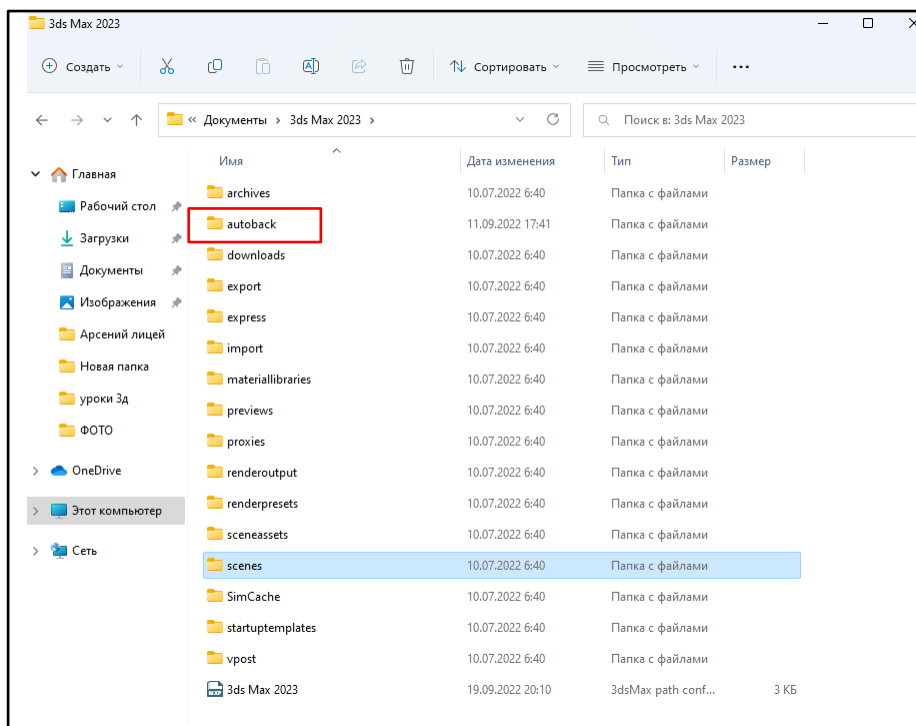 3ds Max 2023
Создать
Сортировать
Просмотреть
« Документы > 3ds Max 2023 >
Поиск в: 3ds Max 2023
Имя Дата изменения Тип Размер
Главная
Рабочий стол
Загрузки
Документы
Изображения
Арсений лицей
Новая папка
уроки 3д
ФОТО
OneDrive
Этот компьютер
Сеть
archives 10.07.2022 6:40 Папка с файлами
autoback 11.09.2022 17:41 Папка с файлами
downloads 10.07.2022 6:40 Папка с файлами
export 10.07.2022 6:40 Папка с файлами
express 10.07.2022 6:40 Папка с файлами
import 10.07.2022 6:40 Папка с файлами
materiallibraries 10.07.2022 6:40 Папка с файлами
previews 10.07.2022 6:40 Папка с файлами
proxies 10.07.2022 6:40 Папка с файлами
renderoutput 10.07.2022 6:40 Папка с файлами
renderpresets 10.07.2022 6:40 Папка с файлами
sceneassets 10.07.2022 6:40 Папка с файлами
scenes 10.07.2022 6:40 Папка с файлами
SimCache 10.07.2022 6:40 Папка с файлами
startuptemplates 10.07.2022 6:40 Папка с файлами
vpost 10.07.2022 6:40 Папка с файлами
3ds Max 2023 19.09.2022 20:10 3dsMax path conf... 3 КБ